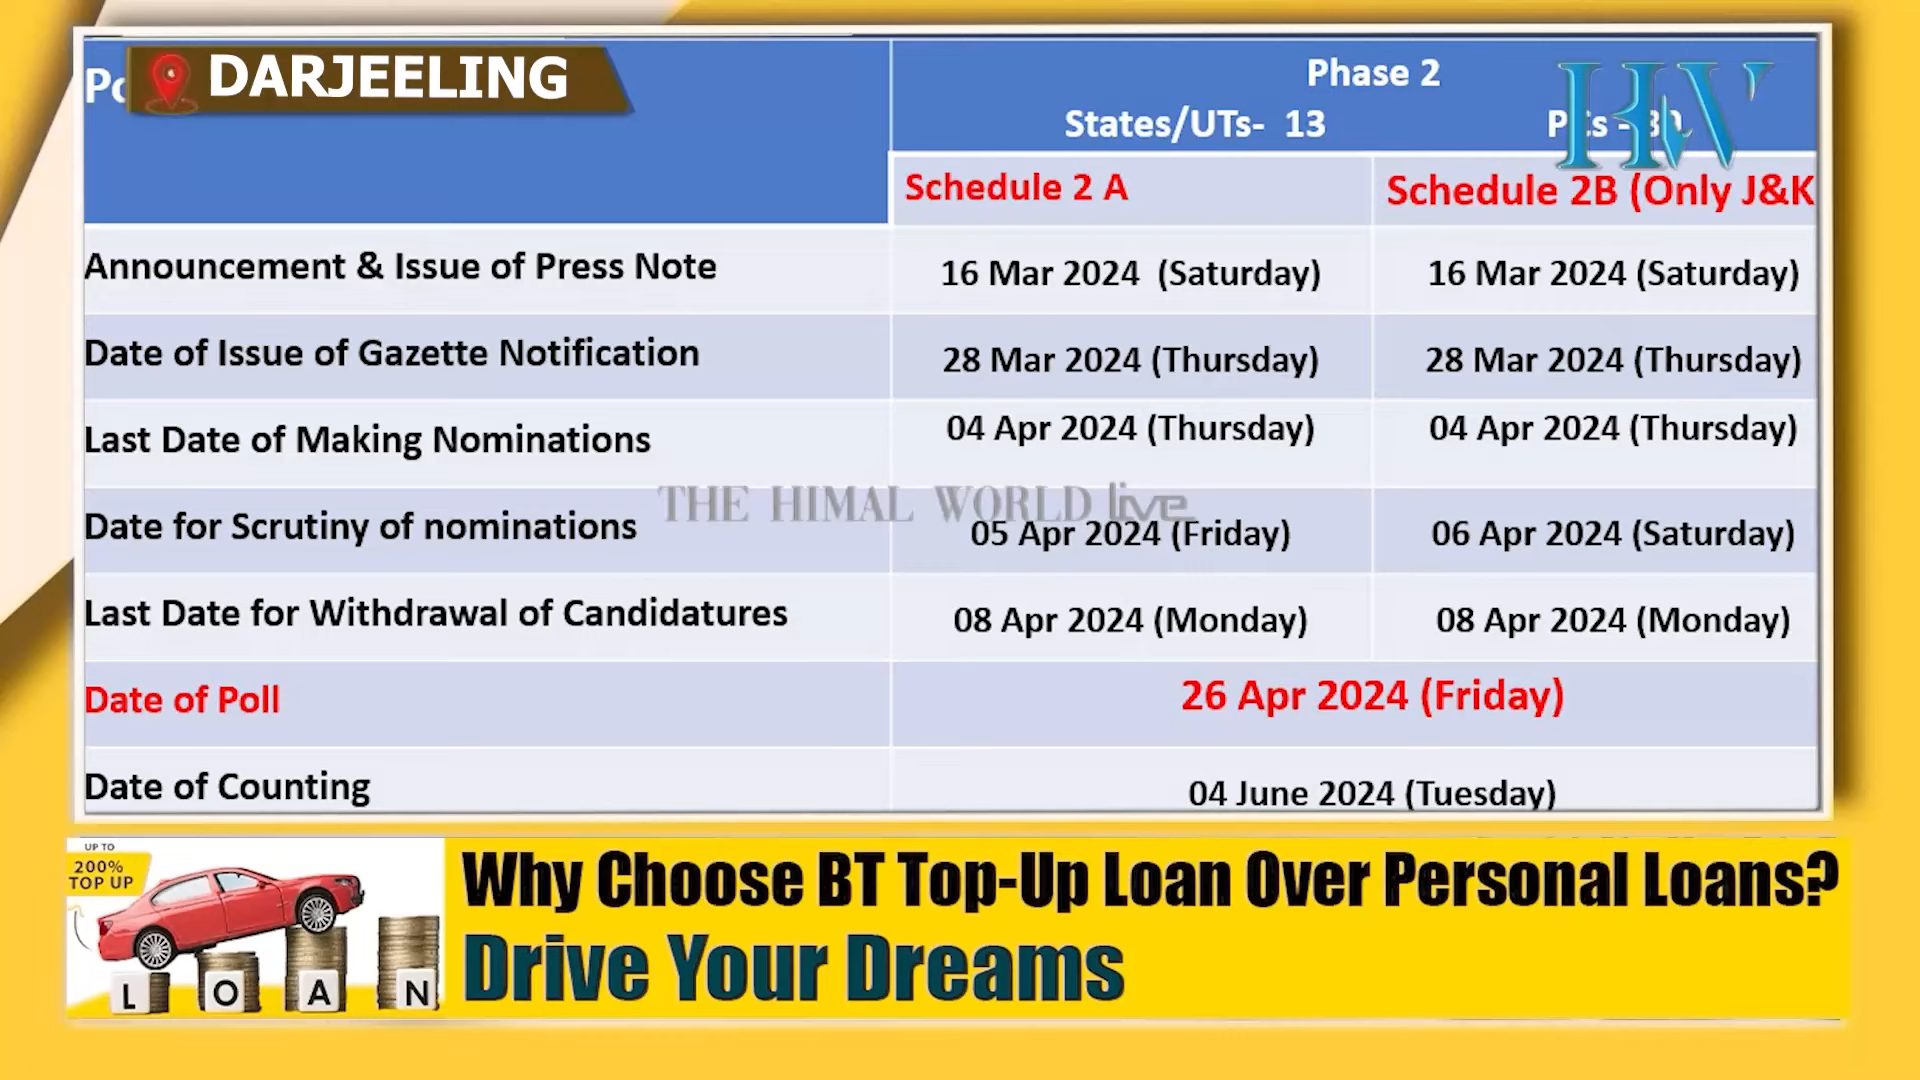 DARJEELING
Phase 2
States/UTs- 13
Schedule 2 A
Schedule 2B (Only J&K
Announcement & Issue of Press Note
16 Mar 2024 (Saturday)
16 Mar 2024 (Saturday)
Date of Issue of Gazette Notification
28 Mar 2024 (Thursday)
28 Mar 2024 (Thursday)
Last Date of Making Nominations
04 Apr 2024 (Thursday)
04 Apr 2024 (Thursday)
THE HIMAL WORLD live
Date for Scrutiny of nominations
05 Apr 2024 (Friday)
06 Apr 2024 (Saturday)
Last Date for Withdrawal of Candidatures
08 Apr 2024 (Monday)
08 Apr 2024 (Monday)
Date of Poll
26 Apr 2024 (Friday)
Date of Counting
04 June 2024 (Tuesday)
UP TO
200%
TOP UP
LOAN
Why Choose BT Top-Up Loan Over Personal Loans?
Drive Your Dreams